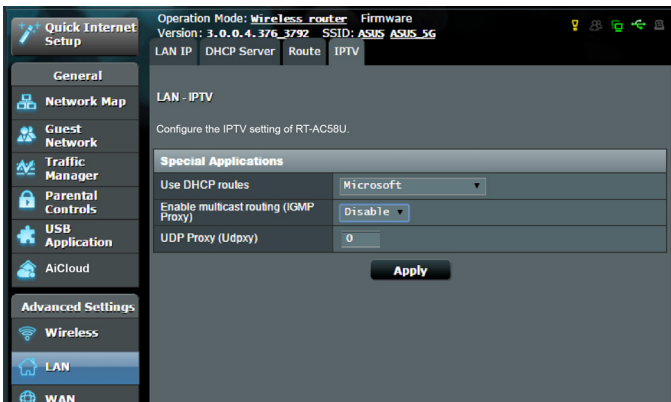 Quick Internet
Setup
Operation Mode: Wireless router Firmware
Version: 3.0.0.4.376_3792 SSID: ASUS ASUS_5G
LAN IP DHCP Server Route IPTV
General
Network Map
Guest
Network
Traffic
Manager
Parental
Controls
USB
Application
AiCloud
Advanced Settings
Wireless
LAN
WAN
LAN - IPTV
Configure the IPTV setting of RT-AC58U.
Special Applications
Use DHCP routes Microsoft
Enable multicast routing (IGMP
Proxy) Disable
UDP Proxy (Udpxy) 0
Apply